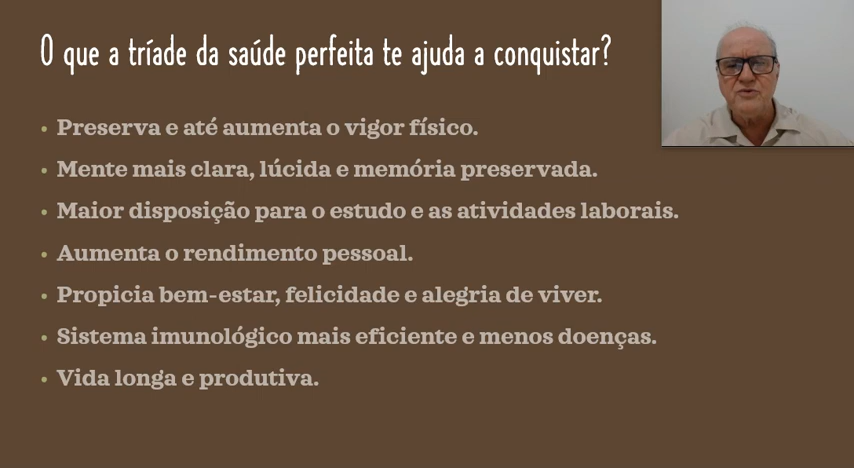 O que a tríade da saúde perfeita te ajuda a conquistar?
• Preserva e até aumenta o vigor físico.
• Mente mais clara, lúcida e memória preservada.
• Maior disposição para o estudo e as atividades laborais.
• Aumenta o rendimento pessoal.
• Propicia bem-estar, felicidade e alegria de viver.
• Sistema imunológico mais eficiente e menos doenças.
• Vida longa e produtiva.